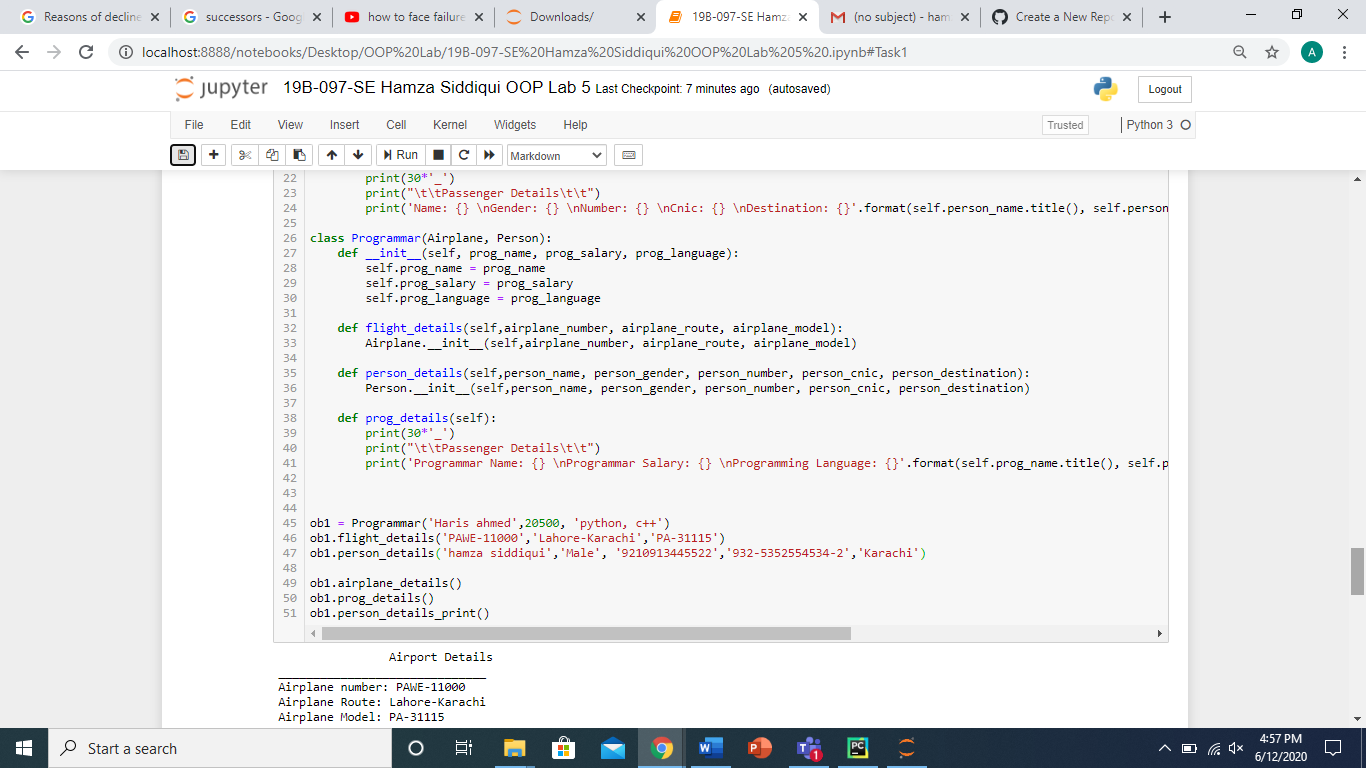 Reasons of decline
successors - Goog
how to face failure
Downloads/
19B-097-SE Hamza
(no subject) - ham
Create a New Repo
localhost:8888/notebooks/Desktop/OOP%20Lab/19B-097-SE%20Hamza%20Siddiqui%20OOP%20Lab%205%20.ipynb#Task1
A
jupyter 19B-097-SE Hamza Siddiqui OOP Lab 5 Last Checkpoint: 7 minutes ago (autosaved)
Logout
File Edit View Insert Cell Kernel Widgets Help
Trusted
Python 3
Run
Markdown
22 print(30*'_')
23 print("\t\tPassenger Details\t\t")
24 print('Name: {} \nGender: {} \nNumber: {} \nCnic: {} \nDestination: {}'.format(self.person_name.title(), self.person
25
26 class Programmar(Airplane, Person):
27 def __init__(self, prog_name, prog_salary, prog_language):
28 self.prog_name = prog_name
29 self.prog_salary = prog_salary
30 self.prog_language = prog_language
31
32 def flight_details(self,airplane_number, airplane_route, airplane_model):
33 Airplane.__init__(self,airplane_number, airplane_route, airplane_model)
34
35 def person_details(self,person_name, person_gender, person_number, person_cnic, person_destination):
36 Person.__init__(self,person_name, person_gender, person_number, person_cnic, person_destination)
37
38 def prog_details(self):
39 print(30*'_')
40 print("\t\tPassenger Details\t\t")
41 print('Programmar Name: {} \nProgrammar Salary: {} \nProgramming Language: {}'.format(self.prog_name.title(), self.p
42
43
44
45 ob1 = Programmar('Haris ahmed',20500, 'python, c++')
46 ob1.flight_details('PAWE-11000','Lahore-Karachi','PA-31115')
47 ob1.person_details('hamza siddiqui','Male', '9210913445522','932-5352554534-2','Karachi')
48
49 ob1.airplane_details()
50 ob1.prog_details()
51 ob1.person_details_print()
Airport Details
______________________________
Airplane number: PAWE-11000
Airplane Route: Lahore-Karachi
Airplane Model: PA-31115
Start a search
W
P
T
1
PC
4:57 PM
6/12/2020